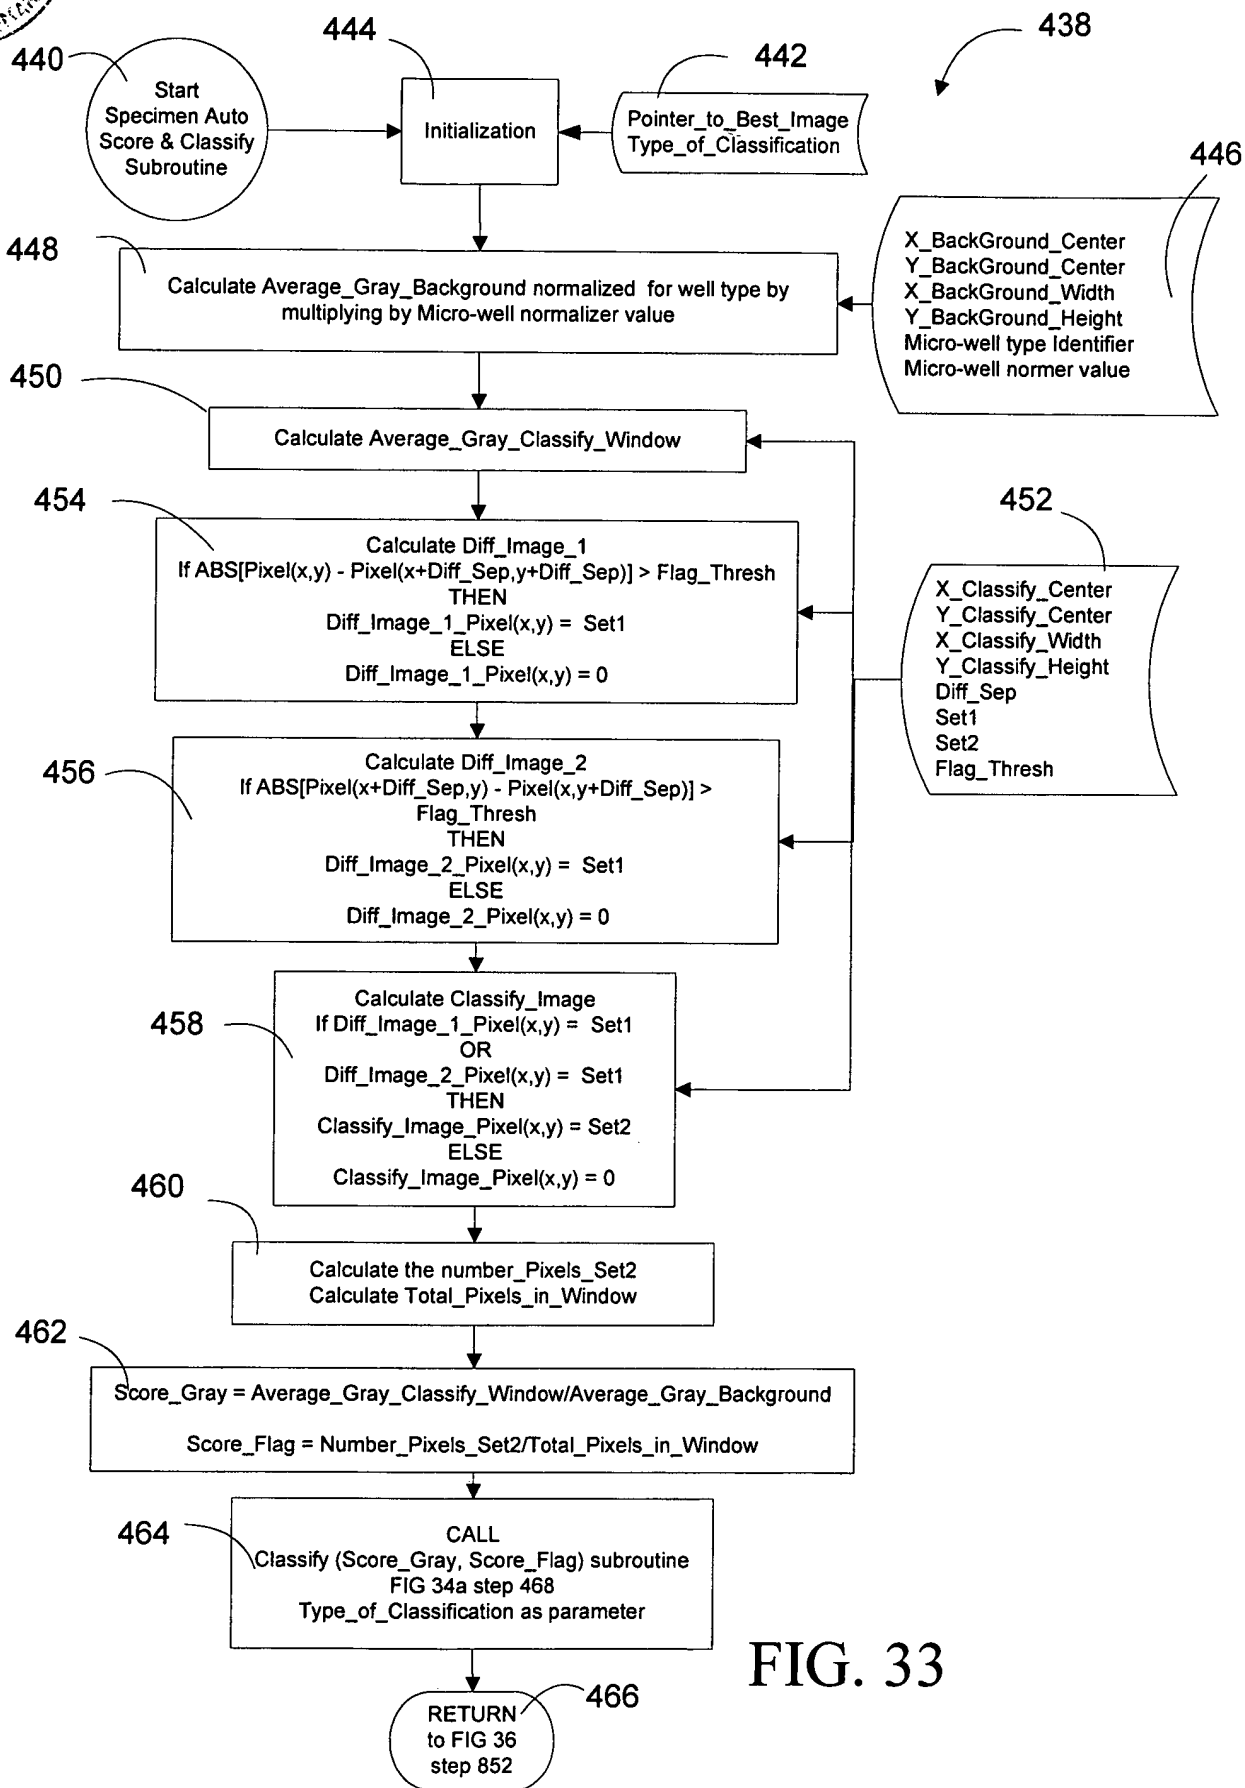 438
444
440
442
Start
Specimen Auto
Score & Classify
Subroutine
Initialization
Pointer_to_Best_Image
Type_of_Classification
446
X_BackGround_Center
Y_BackGround_Center
X_BackGround_Width
Y_BackGround_Height
Micro-well type Identifier
Micro-well normer value
448
Calculate Average_Gray_Background normalized for well type by
multiplying by Micro-well normalizer value
450
Calculate Average_Gray_Classify_Window
454
Calculate Diff_Image_1
If ABS[Pixel(x,y) - Pixel(x+Diff_Sep,y+Diff_Sep)] > Flag_Thresh
THEN
Diff_Image_1_Pixel(x,y) = Set1
ELSE
Diff_Image_1_Pixel(x,y) = 0
452
X_Classify_Center
Y_Classify_Center
X_Classify_Width
Y_Classify_Height
Diff_Sep
Set1
Set2
Flag_Thresh
456
Calculate Diff_Image_2
If ABS[Pixel(x+Diff_Sep,y) - Pixel(x,y+Diff_Sep)] >
Flag_Thresh
THEN
Diff_Image_2_Pixel(x,y) = Set1
ELSE
Diff_Image_2_Pixel(x,y) = 0
458
Calculate Classify_Image
If Diff_Image_1_Pixel(x,y) = Set1
OR
Diff_Image_2_Pixel(x,y) = Set1
THEN
Classify_Image_Pixel(x,y) = Set2
ELSE
Classify_Image_Pixel(x,y) = 0
460
Calculate the number_Pixels_Set2
Calculate Total_Pixels_in_Window
462
Score_Gray = Average_Gray_Classify_Window/Average_Gray_Background
Score_Flag = Number_Pixels_Set2/Total_Pixels_in_Window
464
CALL
Classify (Score_Gray, Score_Flag) subroutine
FIG 34a step 468
Type_of_Classification as parameter
466
RETURN
to FIG 36
step 852
FIG. 33